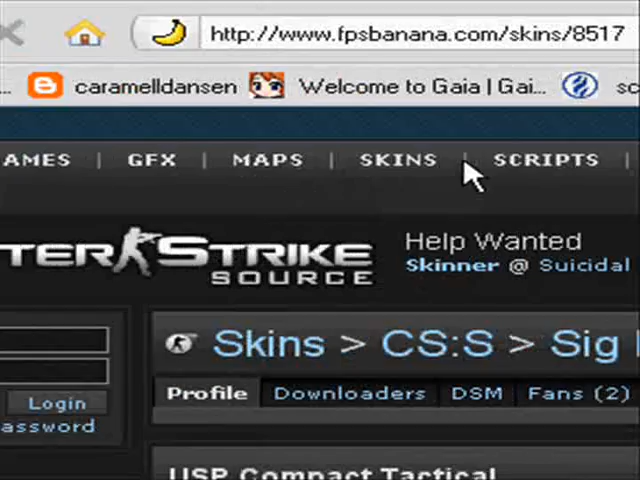 http://www.fpsbanana.com/skins/8517
... caramelldansen Welcome to Gaia | Gai... sc
AMES | GFX | MAPS | SKINS | SCRIPTS |
TER STRIKE
SOURCE
Help Wanted
Skinner @ Suicidal
Skins > CS:S > Sig
Profile Downloaders DSM Fans (2)
Login
assword
USP Compact Tactical